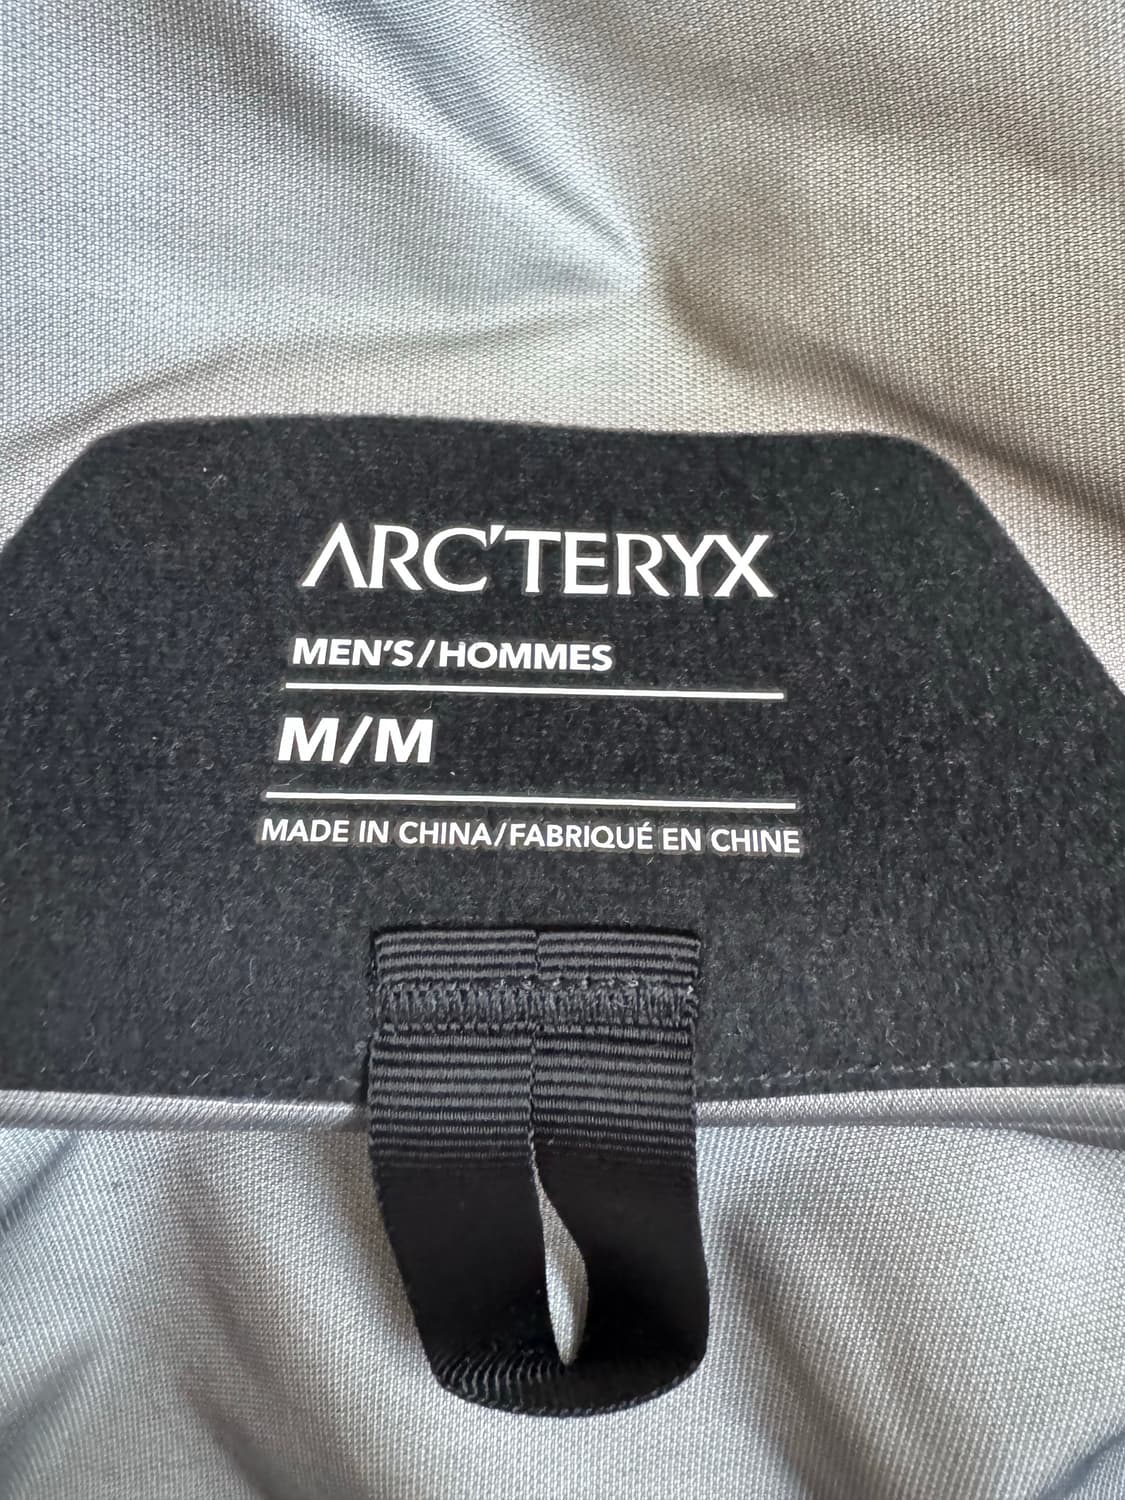 ARC'TERYX
MEN'S/HOMMES
M/M
MADE IN CHINA/FABRIQUÉ EN CHINE